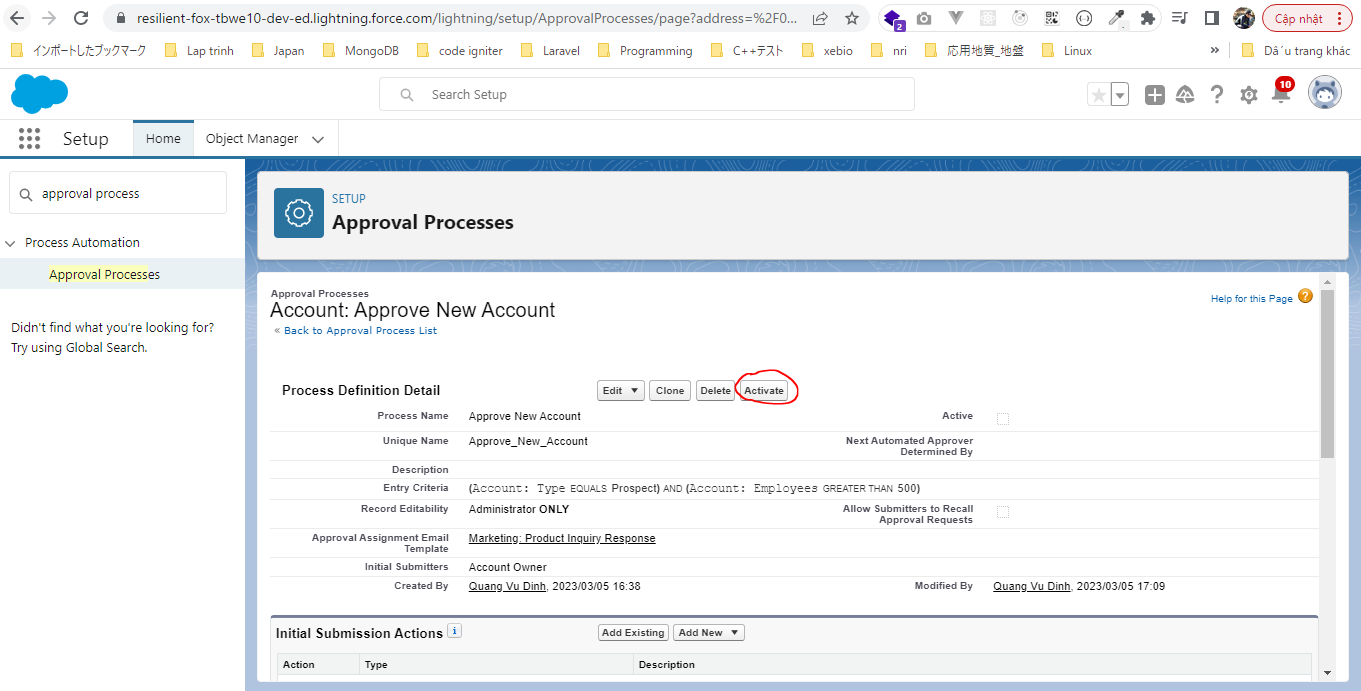 resilient-fox-tbwe10-dev-ed.lightning.force.com/lightning/setup/ApprovalProcesses/page?address=%2F0...
2
Cập nhật
インポートしたブックマーク
Lap trinh
Japan
MongoDB
code igniter
Laravel
Programming
C++テスト
xebio
nri
応用地質_地盤
Linux
»
Dấu trang khác
Search Setup
10
Setup
Home
Object Manager
approval process
Process Automation
Approval Processes
Didn't find what you're looking for?
Try using Global Search.
SETUP
Approval Processes
Approval Processes
Account: Approve New Account
« Back to Approval Process List
Help for this Page
Process Definition Detail
Edit
Clone
Delete
Activate
Process Name
Approve New Account
Active
Unique Name
Approve_New_Account
Next Automated Approver
Determined By
Description
Entry Criteria
(Account: Type EQUALS Prospect) AND (Account: Employees GREATER THAN 500)
Record Editability
Administrator ONLY
Allow Submitters to Recall
Approval Requests
Approval Assignment Email
Template
Marketing: Product Inquiry Response
Initial Submitters
Account Owner
Created By
Quang Vu Dinh, 2023/03/05 16:38
Modified By
Quang Vu Dinh, 2023/03/05 17:09
Initial Submission Actions
i
Add Existing
Add New
Action
Type
Description